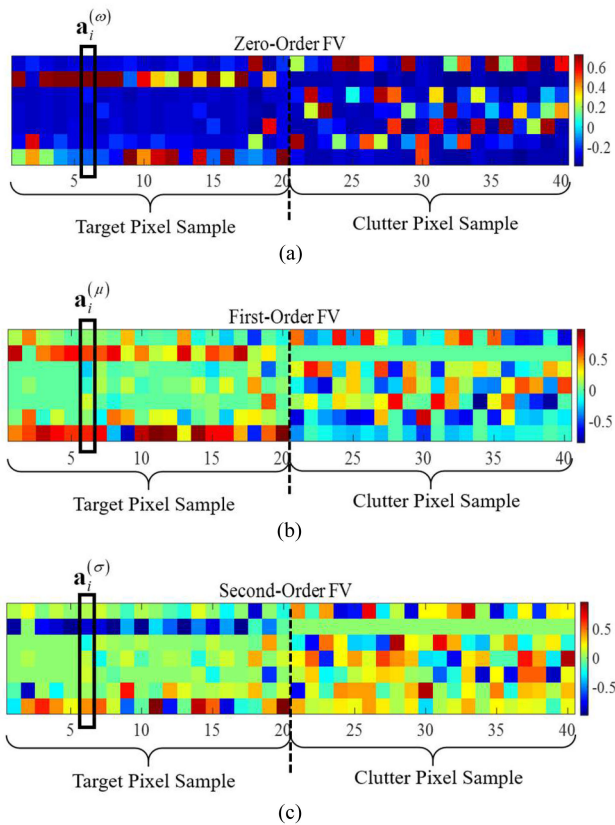 a_i^(ω)
Zero-Order FV
0.6
0.4
0.2
0
-0.2
5 10 15 20 25 30 35 40
Target Pixel Sample Clutter Pixel Sample
(a)
a_i^(μ)
First-Order FV
0.5
0
-0.5
5 10 15 20 25 30 35 40
Target Pixel Sample Clutter Pixel Sample
(b)
a_i^(σ)
Second-Order FV
0.5
0
-0.5
5 10 15 20 25 30 35 40
Target Pixel Sample Clutter Pixel Sample
(c)